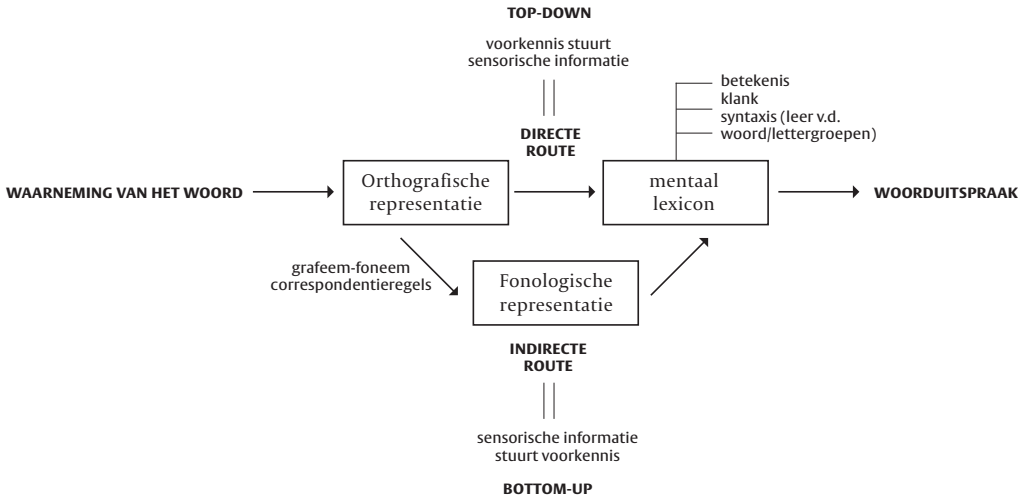 TOP-DOWN
voorkennis stuurt
sensorische informatie
betekenis
klank
syntaxis (leer v.d.
woord/lettergroepen)
DIRECTE
ROUTE
WAARNEMING VAN HET WOORD
Orthografische
representatie
mentaal
lexicon
WOORDUITSPRAAK
grafeem-foneem
correspondentieregels
Fonologische
representatie
INDIRECTE
ROUTE
sensorische informatie
stuurt voorkennis
BOTTOM-UP